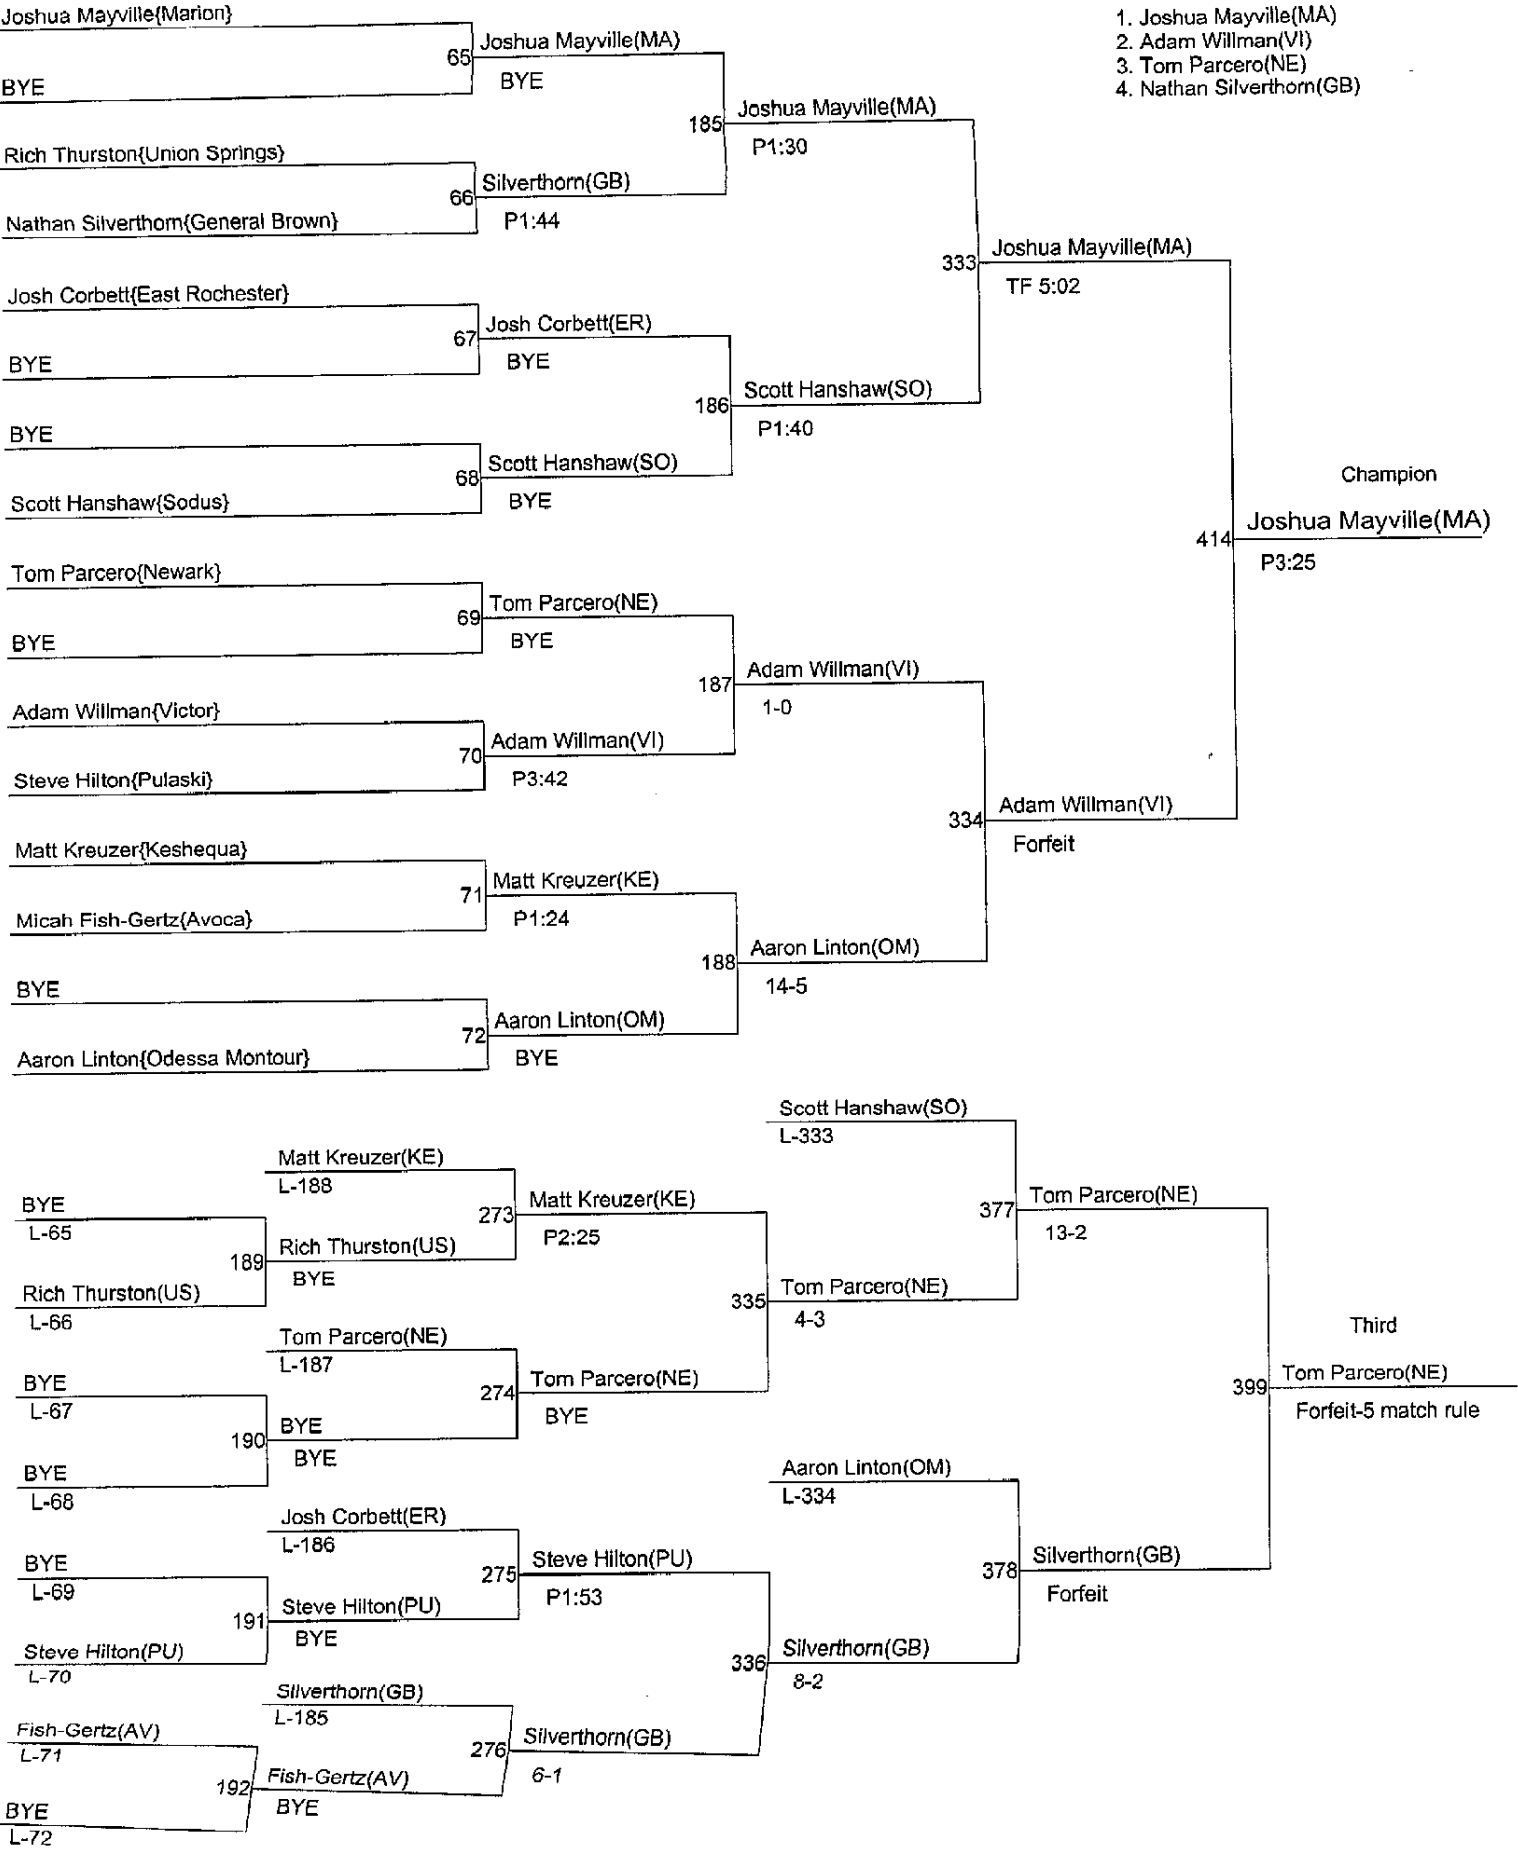 Joshua Mayville{Marion}
65
Joshua Mayville(MA)
BYE
BYE
185
Joshua Mayville(MA)
P1:30
Rich Thurston{Union Springs}
66
Silverthorn(GB)
P1:44
Nathan Silverthorn{General Brown}
333
Joshua Mayville(MA)
TF 5:02
Josh Corbett{East Rochester}
67
Josh Corbett(ER)
BYE
BYE
186
Scott Hanshaw(SO)
P1:40
BYE
68
Scott Hanshaw(SO)
BYE
Scott Hanshaw{Sodus}
Champion
414
Joshua Mayville(MA)
P3:25
Tom Parcero{Newark}
69
Tom Parcero(NE)
BYE
BYE
187
Adam Willman(VI)
1-0
Adam Willman{Victor}
70
Adam Willman(VI)
P3:42
Steve Hilton{Pulaski}
334
Adam Willman(VI)
Forfeit
Matt Kreuzer{Keshequa}
71
Matt Kreuzer(KE)
P1:24
Micah Fish-Gertz{Avoca}
188
Aaron Linton(OM)
14-5
BYE
72
Aaron Linton(OM)
BYE
Aaron Linton{Odessa Montour}
1. Joshua Mayville(MA)
2. Adam Willman(VI)
3. Tom Parcero(NE)
4. Nathan Silverthorn(GB)
Scott Hanshaw(SO)
L-333
Matt Kreuzer(KE)
L-188
BYE
L-65
189
Rich Thurston(US)
BYE
Rich Thurston(US)
L-66
273
Matt Kreuzer(KE)
P2:25
377
Tom Parcero(NE)
13-2
335
Tom Parcero(NE)
4-3
Tom Parcero(NE)
L-187
BYE
L-67
190
BYE
BYE
BYE
L-68
274
Tom Parcero(NE)
BYE
Third
399
Tom Parcero(NE)
Forfeit-5 match rule
Aaron Linton(OM)
L-334
Josh Corbett(ER)
L-186
BYE
L-69
191
Steve Hilton(PU)
BYE
Steve Hilton(PU)
L-70
275
Steve Hilton(PU)
P1:53
378
Silverthorn(GB)
Forfeit
336
Silverthorn(GB)
8-2
Silverthorn(GB)
L-185
Fish-Gertz(AV)
L-71
192
Fish-Gertz(AV)
BYE
BYE
L-72
276
Silverthorn(GB)
6-1